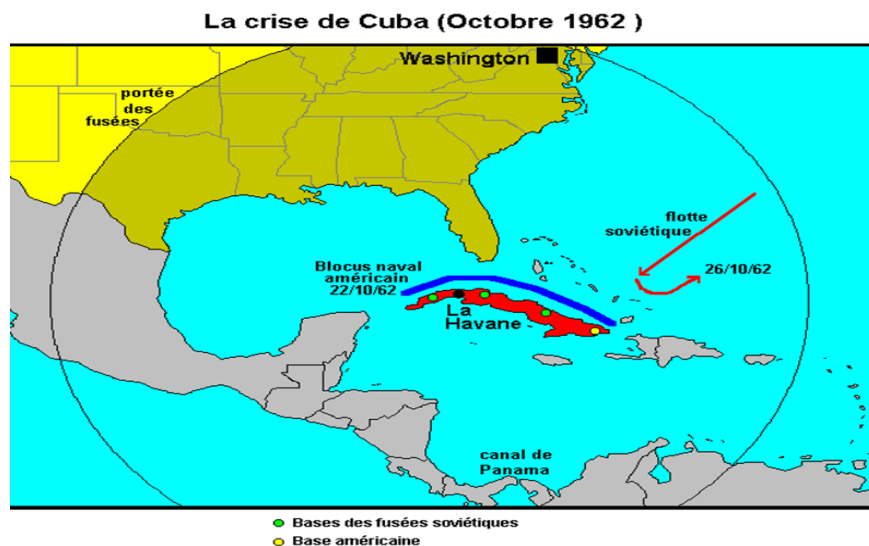 La crise de Cuba (Octobre 1962 )
Washington
portée
des
fusées
flotte
soviétique
26/10/62
Blocus naval
américain
22/10/62
La
Havane
canal de
Panama
Bases des fusées soviétiques
Base américaine